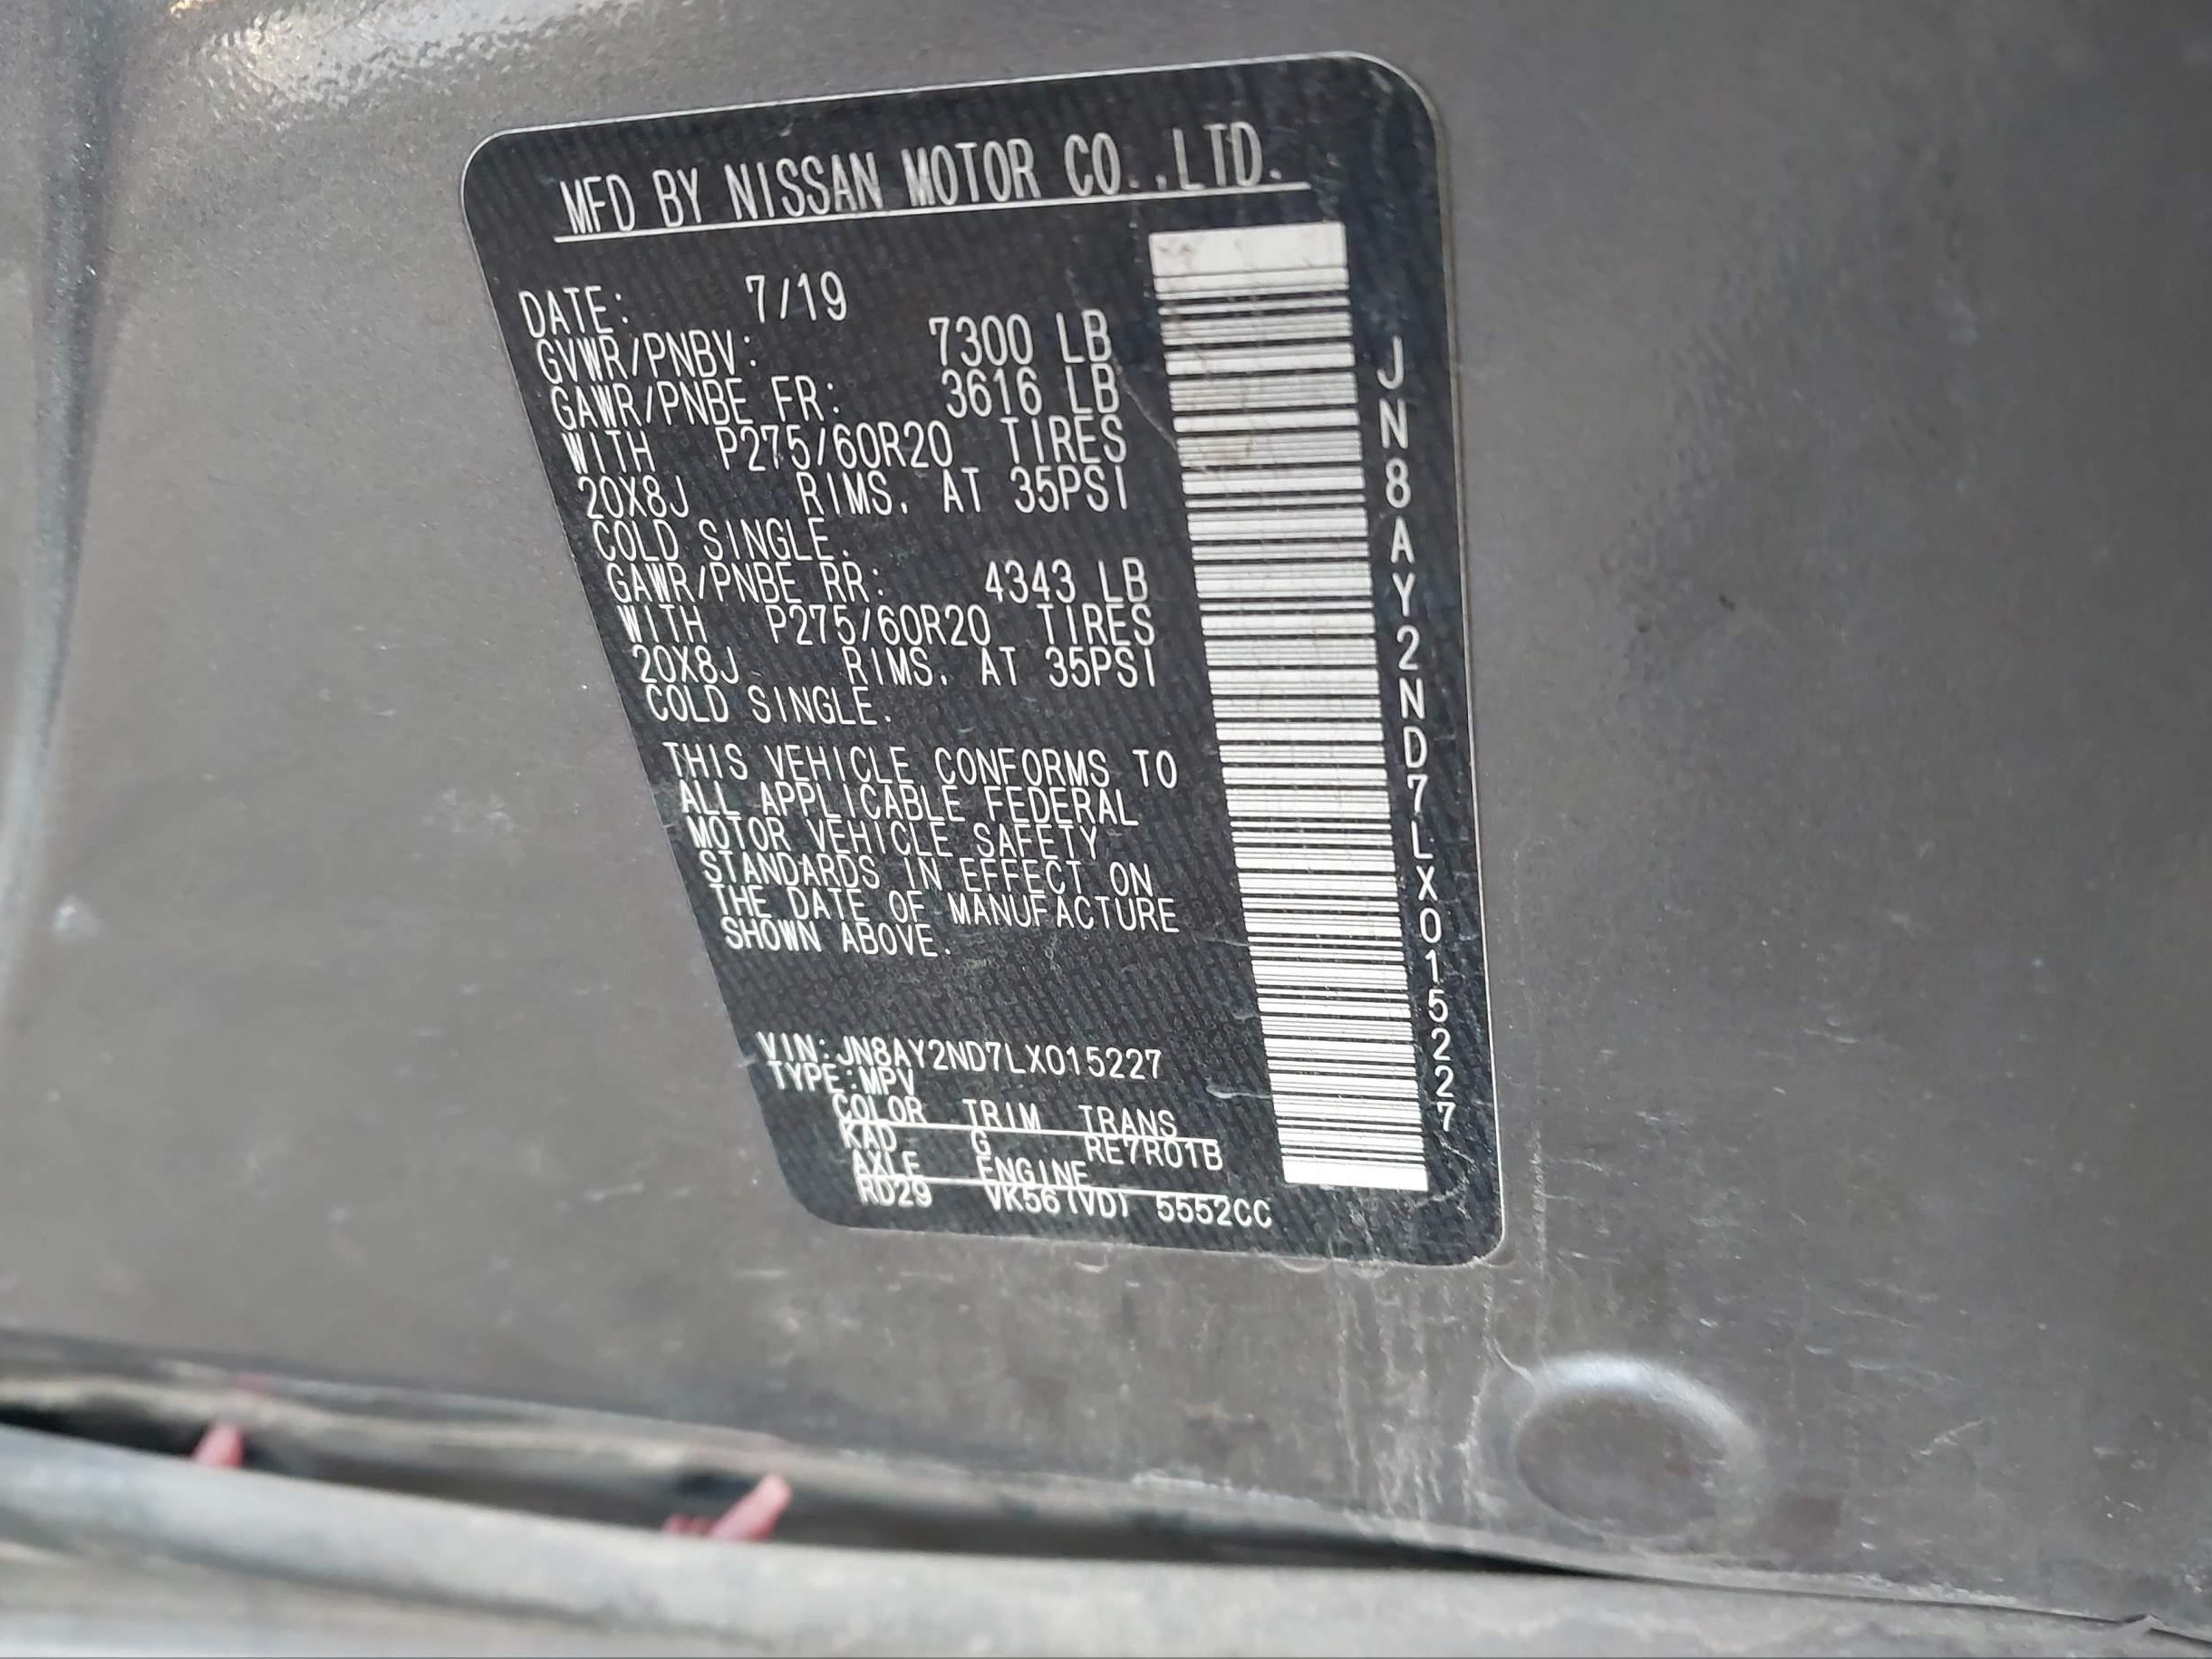 MFD BY NISSAN MOTOR CO.,LTD.
DATE: 7/19
GVWR/PNBV: 7300 LB
GAWR/PNBE FR: 3616 LB
WITH P275/60R20 TIRES
20X8J RIMS. AT 35PSI
COLD SINGLE.
GAWR/PNBE RR: 4343 LB
WITH P275/60R20 TIRES
20X8J RIMS. AT 35PSI
COLD SINGLE.
THIS VEHICLE CONFORMS TO
ALL APPLICABLE FEDERAL
MOTOR VEHICLE SAFETY
STANDARDS IN EFFECT ON
THE DATE OF MANUFACTURE
SHOWN ABOVE.
VIN:JN8AY2ND7LX015227
TYPE:MPV
COLOR TRIM TRANS
KAD G RE7R01B
AXLE ENGINE
RD29 VK56(VD) 5552CC
JN8AY2ND7LX015227